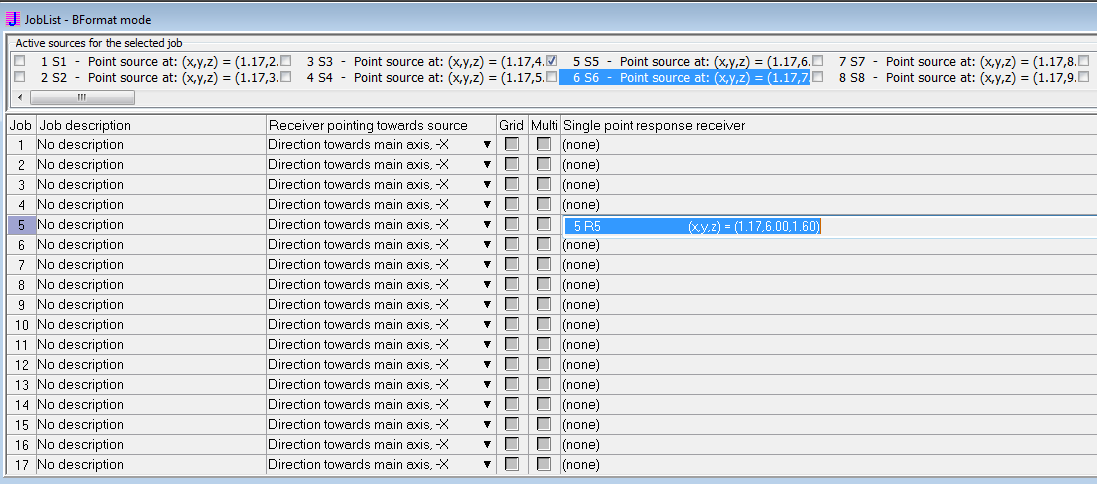 JobList - BFormat mode
Active sources for the selected job
1 S1 - Point source at: (x,y,z) = (1.17,2. 3 S3 - Point source at: (x,y,z) = (1.17,4. 5 S5 - Point source at: (x,y,z) = (1.17,6. 7 S7 - Point source at: (x,y,z) = (1.17,8.
2 S2 - Point source at: (x,y,z) = (1.17,3. 4 S4 - Point source at: (x,y,z) = (1.17,5. 6 S6 - Point source at: (x,y,z) = (1.17,7. 8 S8 - Point source at: (x,y,z) = (1.17,9.
Job Job description Receiver pointing towards source Grid Multi Single point response receiver
1 No description Direction towards main axis, -X (none)
2 No description Direction towards main axis, -X (none)
3 No description Direction towards main axis, -X (none)
4 No description Direction towards main axis, -X (none)
5 No description Direction towards main axis, -X 5 R5 (x,y,z) = (1.17,6.00,1.60)
6 No description Direction towards main axis, -X (none)
7 No description Direction towards main axis, -X (none)
8 No description Direction towards main axis, -X (none)
9 No description Direction towards main axis, -X (none)
10 No description Direction towards main axis, -X (none)
11 No description Direction towards main axis, -X (none)
12 No description Direction towards main axis, -X (none)
13 No description Direction towards main axis, -X (none)
14 No description Direction towards main axis, -X (none)
15 No description Direction towards main axis, -X (none)
16 No description Direction towards main axis, -X (none)
17 No description Direction towards main axis, -X (none)